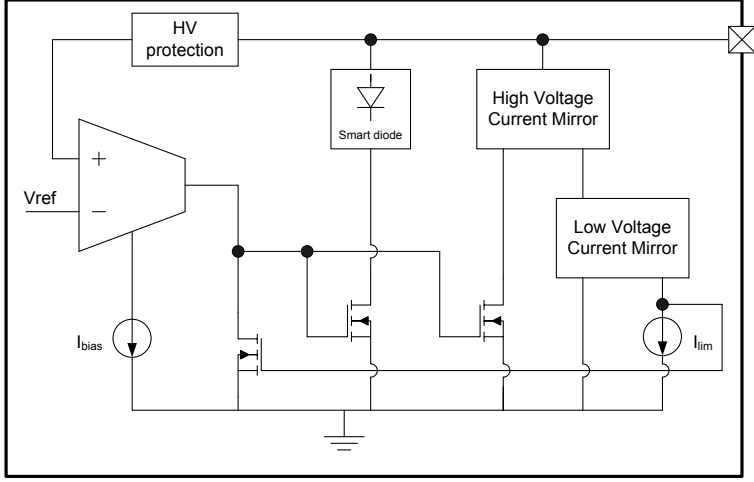 HV
protection
Smart diode
High Voltage
Current Mirror
+
Vref
−
Low Voltage
Current Mirror
Ibias
Ilim